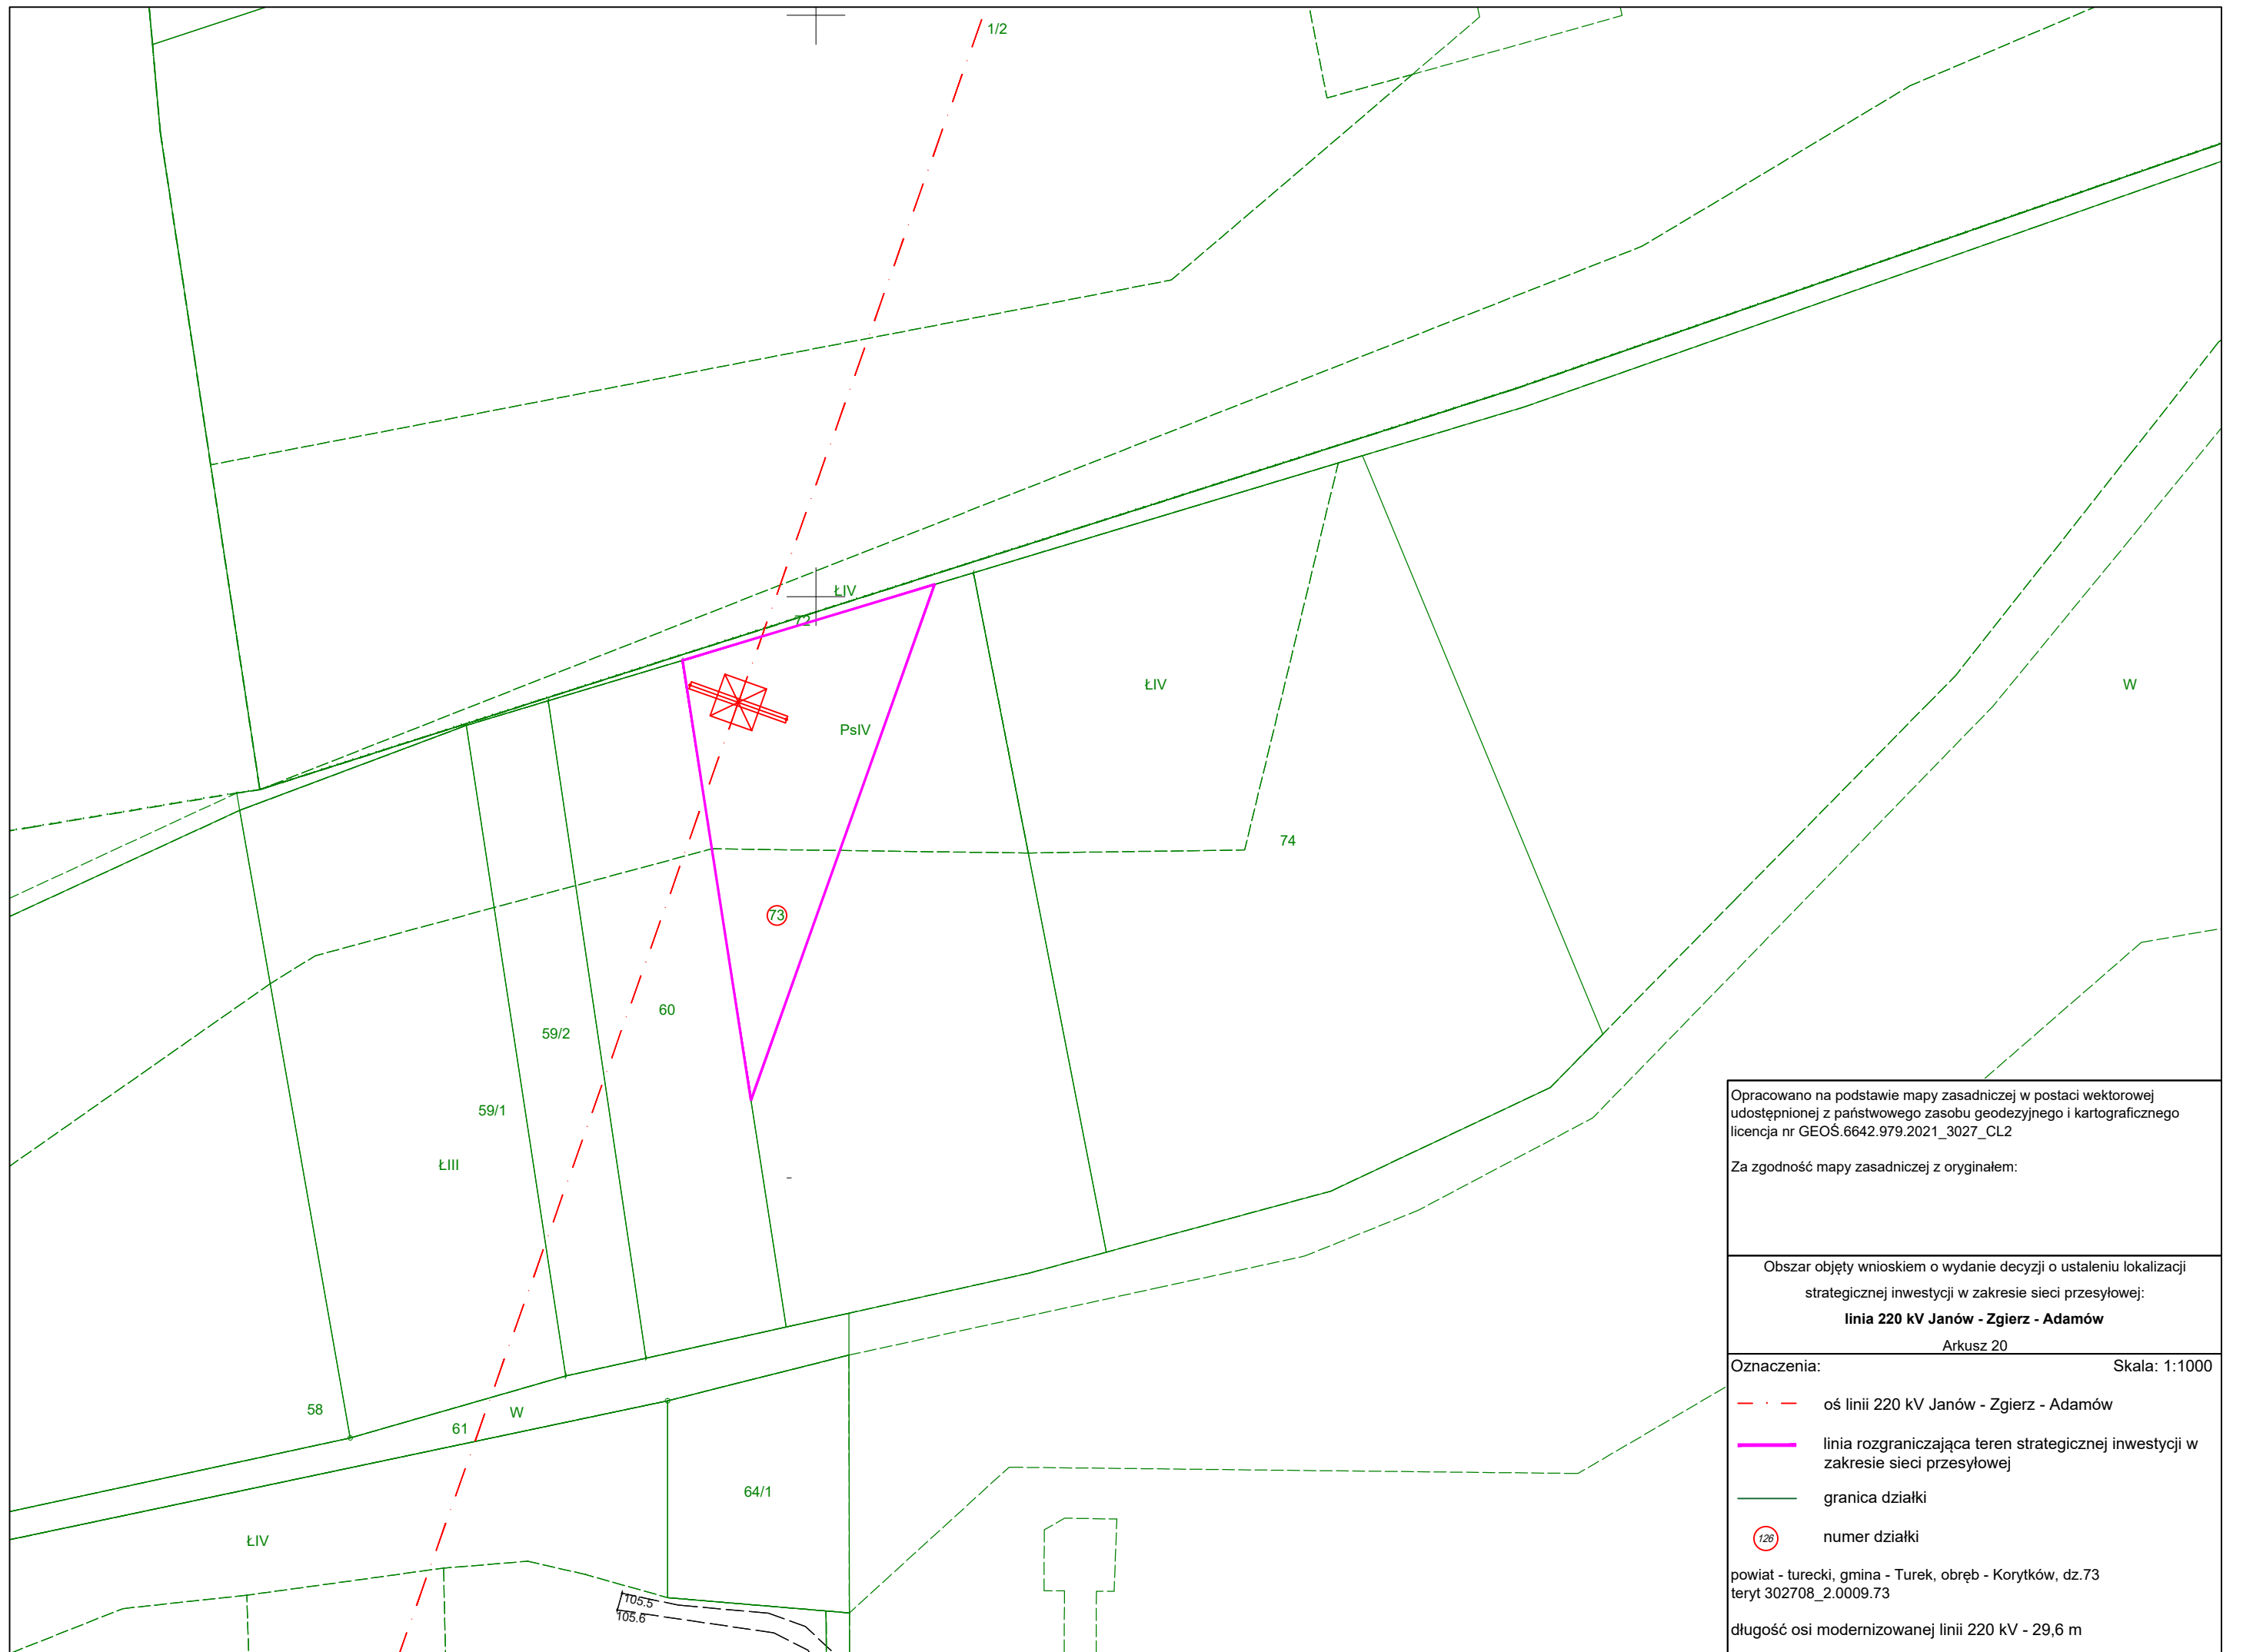 1/2
ŁIV
72
ŁIV
W
PsIV
74
73
60
59/2
59/1
ŁIII
58
W
61
64/1
ŁIV
105.5
105.6
Opracowano na podstawie mapy zasadniczej w postaci wektorowej
udostępnionej z państwowego zasobu geodezyjnego i kartograficznego
licencja nr GEOŚ.6642.979.2021_3027_CL2
Za zgodność mapy zasadniczej z oryginałem:
Obszar objęty wnioskiem o wydanie decyzji o ustaleniu lokalizacji
strategicznej inwestycji w zakresie sieci przesyłowej:
linia 220 kV Janów - Zgierz - Adamów
Arkusz 20
Oznaczenia: Skala: 1:1000
oś linii 220 kV Janów - Zgierz - Adamów
linia rozgraniczająca teren strategicznej inwestycji w
zakresie sieci przesyłowej
granica działki
126 numer działki
powiat - turecki, gmina - Turek, obręb - Korytków, dz.73
teryt 302708_2.0009.73
długość osi modernizowanej linii 220 kV - 29,6 m